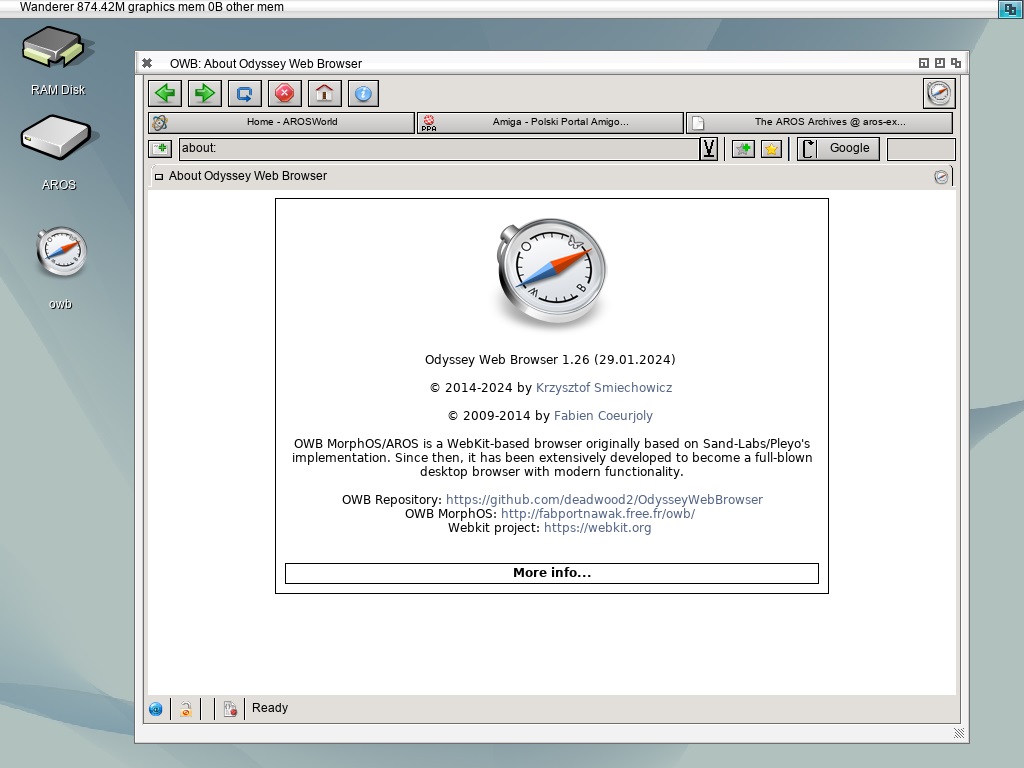 Wanderer 874.42M graphics mem 0B other mem
RAM Disk
AROS
owb
OWB: About Odyssey Web Browser
Home - AROSWorld
PPA
Amiga - Polski Portal Amigo...
The AROS Archives @ aros-ex...
about:
Google
About Odyssey Web Browser
O
W
B
Odyssey Web Browser 1.26 (29.01.2024)
© 2014-2024 by Krzysztof Smiechowicz
© 2009-2014 by Fabien Coeurjoly
OWB MorphOS/AROS is a WebKit-based browser originally based on Sand-Labs/Pleyo's
implementation. Since then, it has been extensively developed to become a full-blown
desktop browser with modern functionality.
OWB Repository: https://github.com/deadwood2/OdysseyWebBrowser
OWB MorphOS: http://fabportnawak.free.fr/owb/
Webkit project: https://webkit.org
More info...
Ready